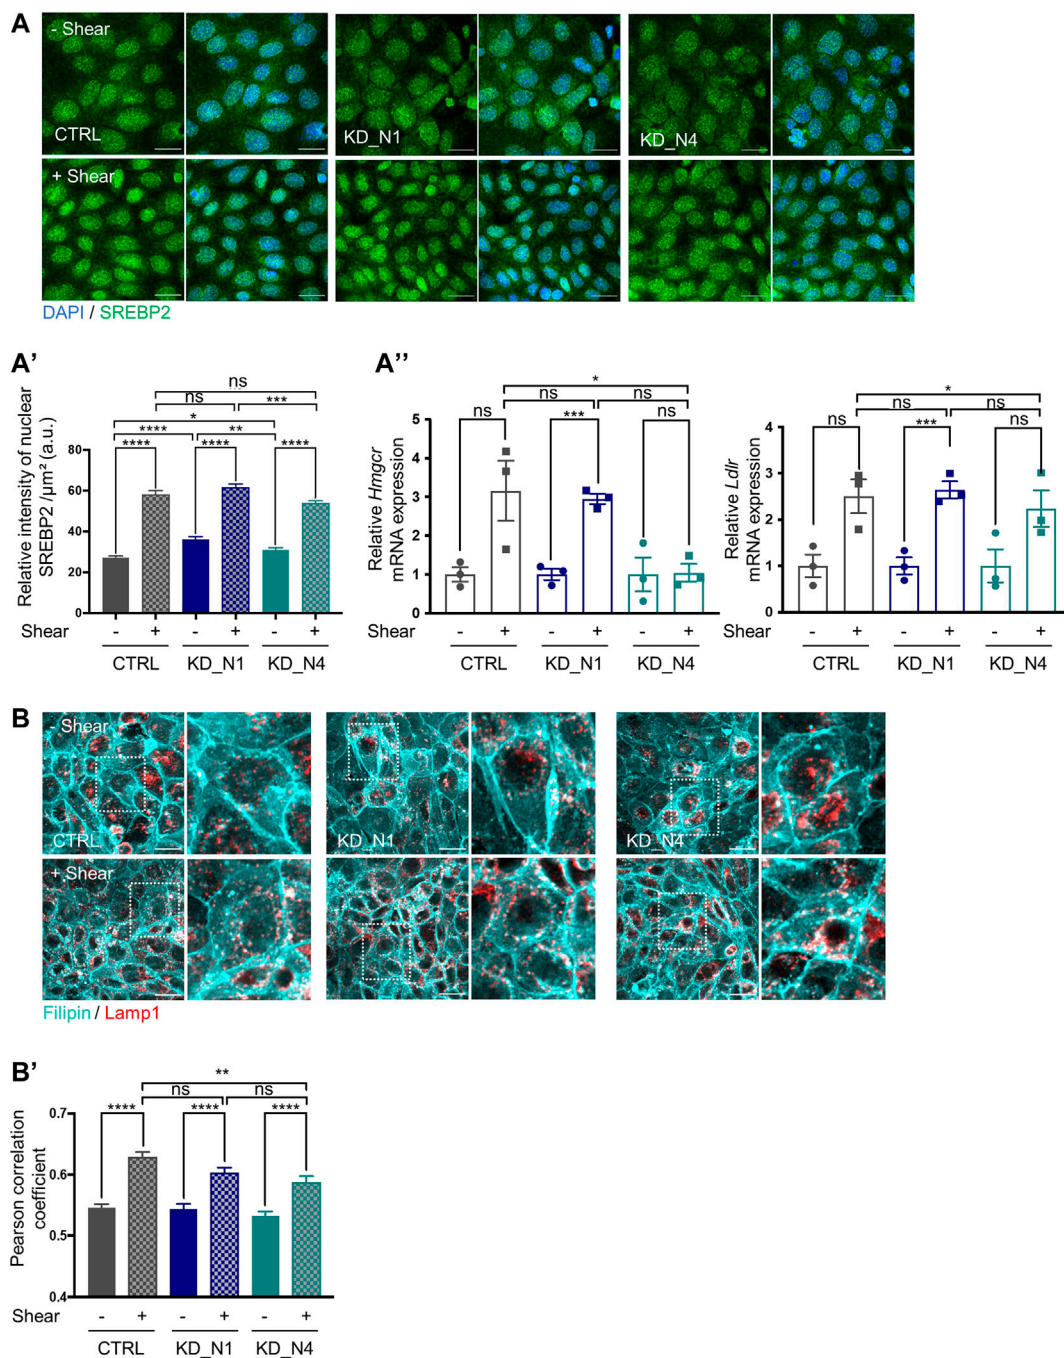 A
- Shear
CTRL
KD_N1
KD_N4
+ Shear
DAPI / SREBP2
A'
Relative intensity of nuclear
SREBP2 /µm² (a.u.)
80
60
40
20
0
ns
ns
***
*
****
**
****
****
****
Shear
-
+
-
+
-
+
CTRL
KD_N1
KD_N4
A''
Relative Hmgcr
mRNA expression
5
4
3
2
1
0
*
ns
ns
ns
***
ns
Shear
-
+
-
+
-
+
CTRL
KD_N1
KD_N4
Relative Ldlr
mRNA expression
4
3
2
1
0
*
ns
ns
ns
***
ns
Shear
-
+
-
+
-
+
CTRL
KD_N1
KD_N4
B
- Shear
CTRL
KD_N1
KD_N4
+ Shear
Filipin / Lamp1
B'
Pearson correlation
coefficient
0.7
0.6
0.5
0.4
**
ns
ns
****
****
****
Shear
-
+
-
+
-
+
CTRL
KD_N1
KD_N4